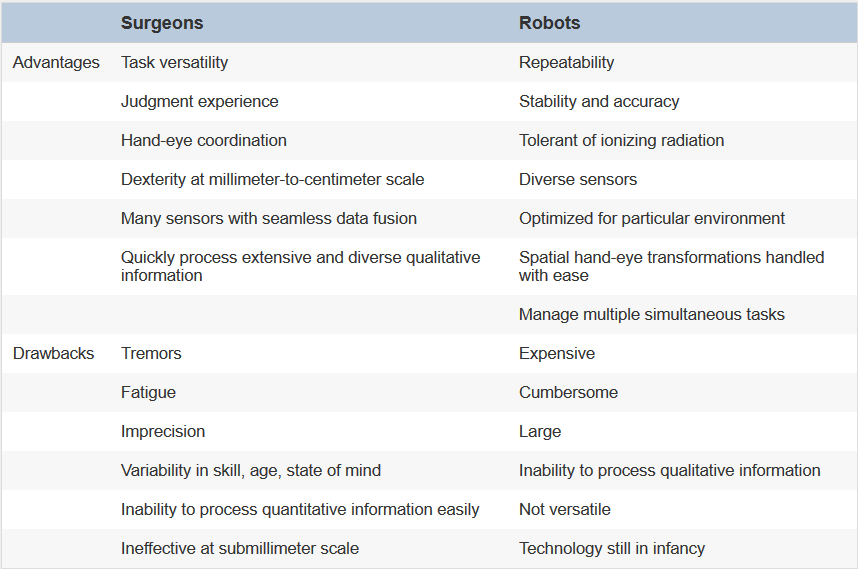 Surgeons Robots
Advantages Task versatility Repeatability
Judgment experience Stability and accuracy
Hand-eye coordination Tolerant of ionizing radiation
Dexterity at millimeter-to-centimeter scale Diverse sensors
Many sensors with seamless data fusion Optimized for particular environment
Quickly process extensive and diverse qualitative Spatial hand-eye transformations handled
information with ease
Manage multiple simultaneous tasks
Drawbacks Tremors Expensive
Fatigue Cumbersome
Imprecision Large
Variability in skill, age, state of mind Inability to process qualitative information
Inability to process quantitative information easily Not versatile
Ineffective at submillimeter scale Technology still in infancy